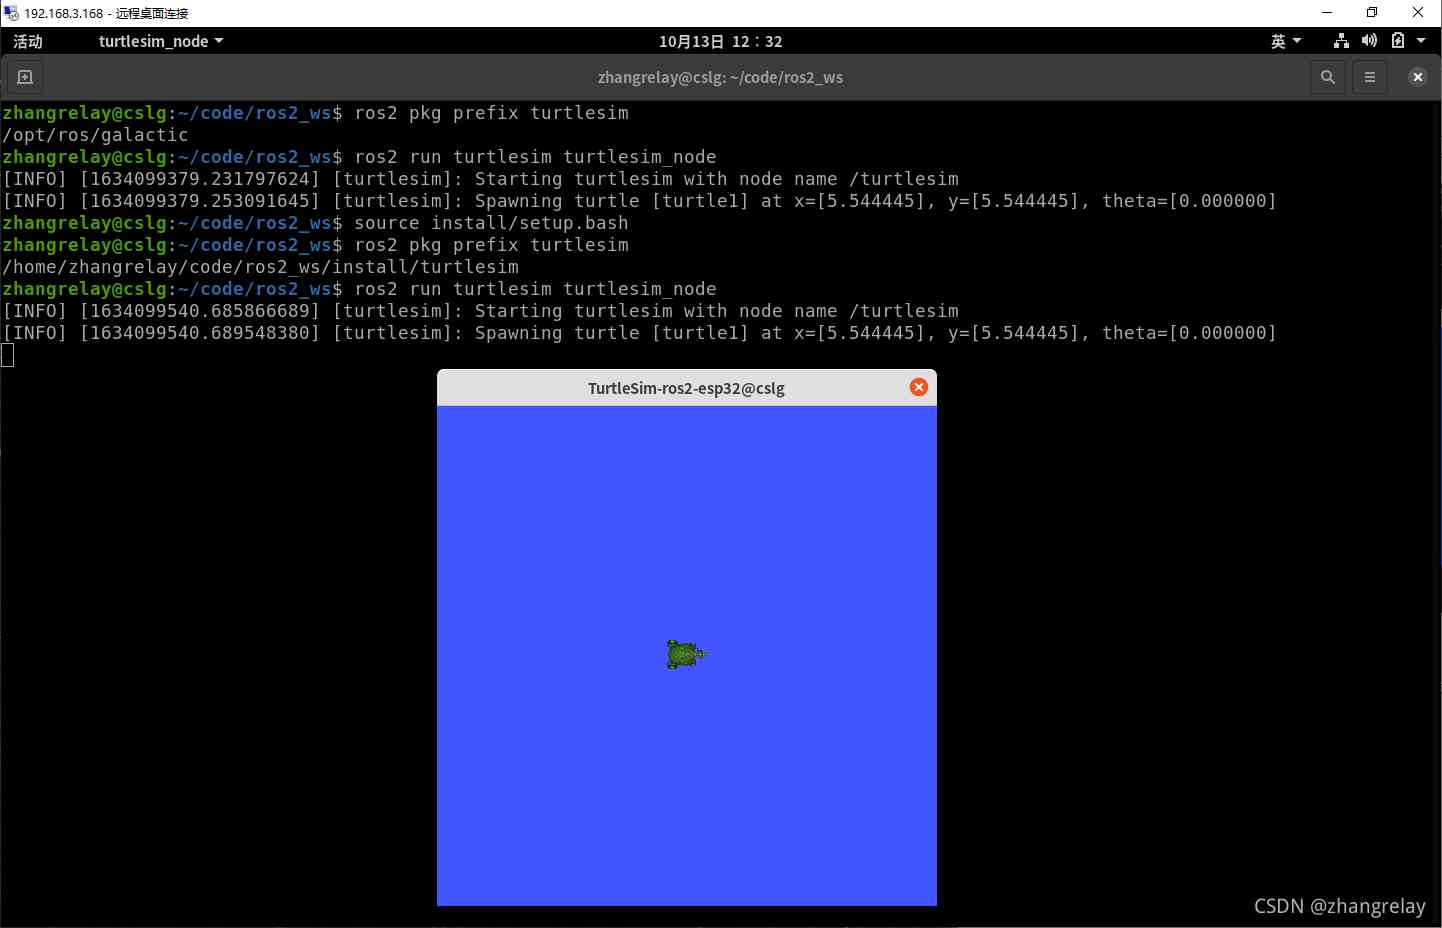 192.168.3.168 - 远程桌面连接
活动 turtlesim_node 10月13日 12：32 英
zhangrelay@cslg: ~/code/ros2_ws
zhangrelay@cslg:~/code/ros2_ws$ ros2 pkg prefix turtlesim
/opt/ros/galactic
zhangrelay@cslg:~/code/ros2_ws$ ros2 run turtlesim turtlesim_node
[INFO] [1634099379.231797624] [turtlesim]: Starting turtlesim with node name /turtlesim
[INFO] [1634099379.253091645] [turtlesim]: Spawning turtle [turtle1] at x=[5.544445], y=[5.544445], theta=[0.000000]
zhangrelay@cslg:~/code/ros2_ws$ source install/setup.bash
zhangrelay@cslg:~/code/ros2_ws$ ros2 pkg prefix turtlesim
/home/zhangrelay/code/ros2_ws/install/turtlesim
zhangrelay@cslg:~/code/ros2_ws$ ros2 run turtlesim turtlesim_node
[INFO] [1634099540.685866689] [turtlesim]: Starting turtlesim with node name /turtlesim
[INFO] [1634099540.689548380] [turtlesim]: Spawning turtle [turtle1] at x=[5.544445], y=[5.544445], theta=[0.000000]
TurtleSim-ros2-esp32@cslg
CSDN @zhangrelay